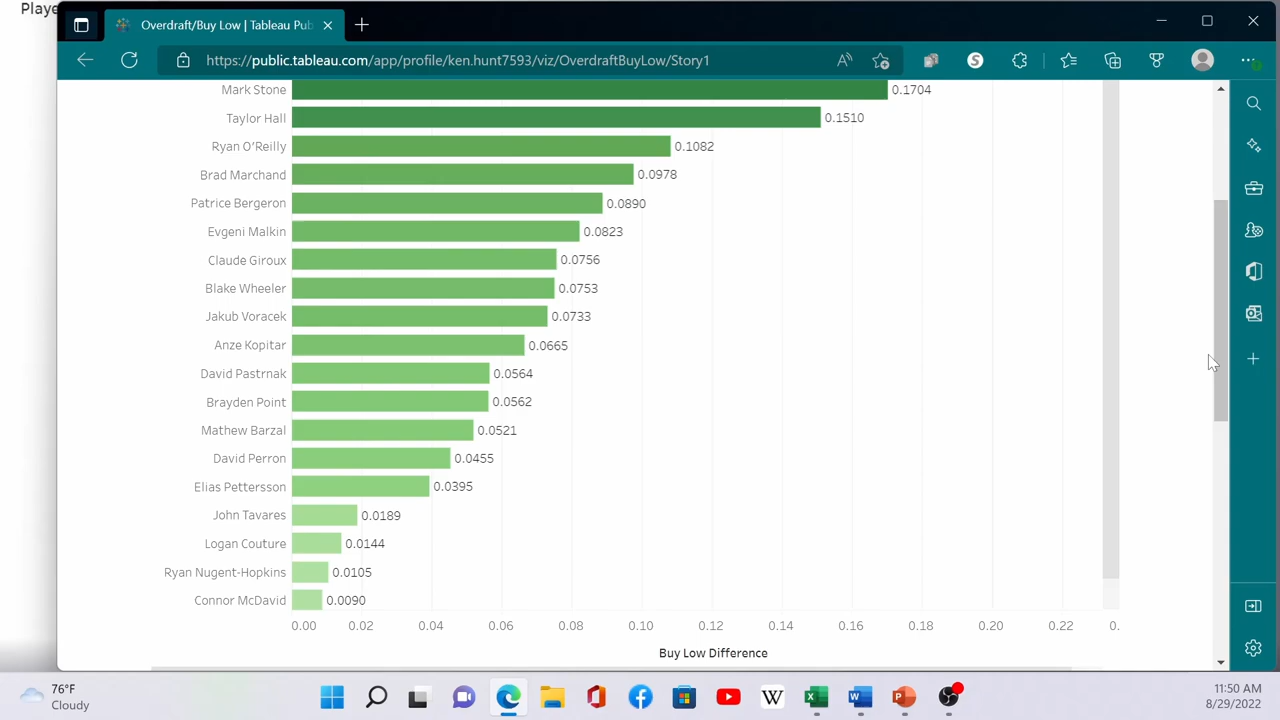 Playe
Overdraft/Buy Low | Tableau Pub
https://public.tableau.com/app/profile/ken.hunt7593/viz/OverdraftBuyLow/Story1
Mark Stone 0.1704
Taylor Hall 0.1510
Ryan O'Reilly 0.1082
Brad Marchand 0.0978
Patrice Bergeron 0.0890
Evgeni Malkin 0.0823
Claude Giroux 0.0756
Blake Wheeler 0.0753
Jakub Voracek 0.0733
Anze Kopitar 0.0665
David Pastrnak 0.0564
Brayden Point 0.0562
Mathew Barzal 0.0521
David Perron 0.0455
Elias Pettersson 0.0395
John Tavares 0.0189
Logan Couture 0.0144
Ryan Nugent-Hopkins 0.0105
Connor McDavid 0.0090
0.00 0.02 0.04 0.06 0.08 0.10 0.12 0.14 0.16 0.18 0.20 0.22 0.
Buy Low Difference
76°F
Cloudy
W
X
W
P
11:50 AM
8/29/2022